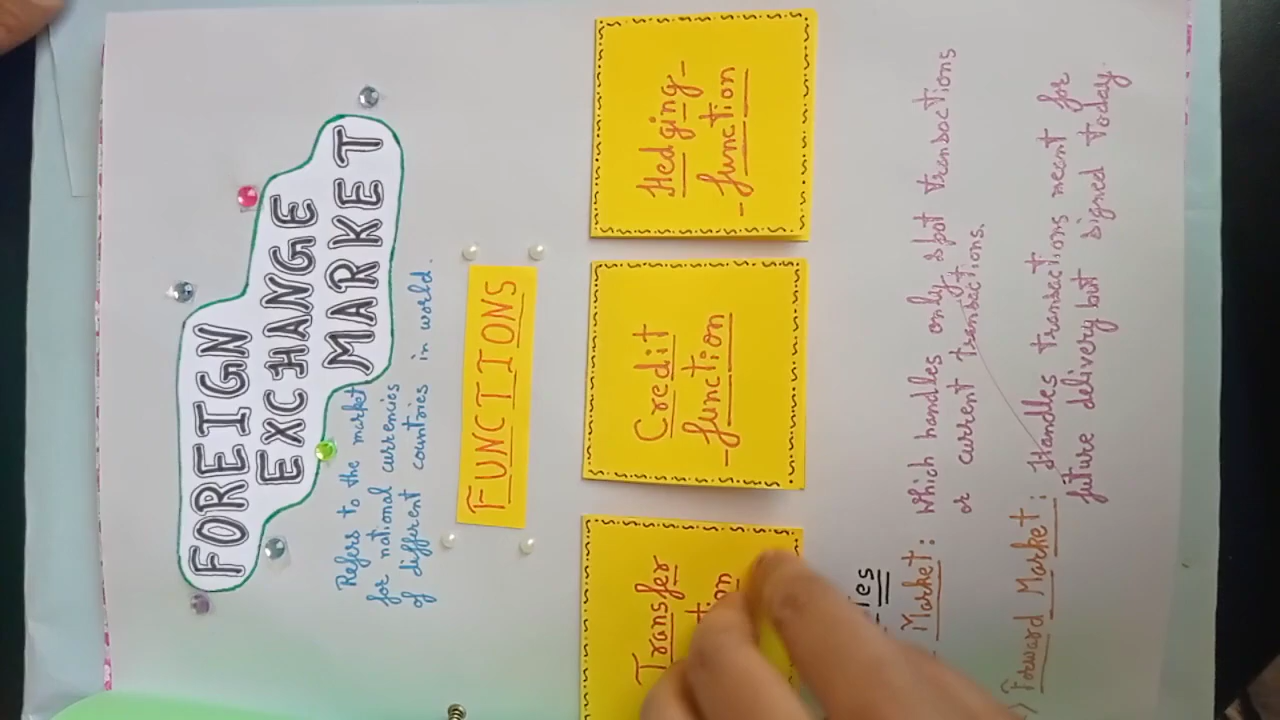 FOREIGN
EXCHANGE
MARKET
Refers to the market
for national currencies
of different countries in world.
FUNCTIONS
Transfer
Credit
-function
Hedging-
-function
Market: which handles only spot transactions
or current transactions.
Forward Market: Handles transactions meant for
future delivery but signed today.